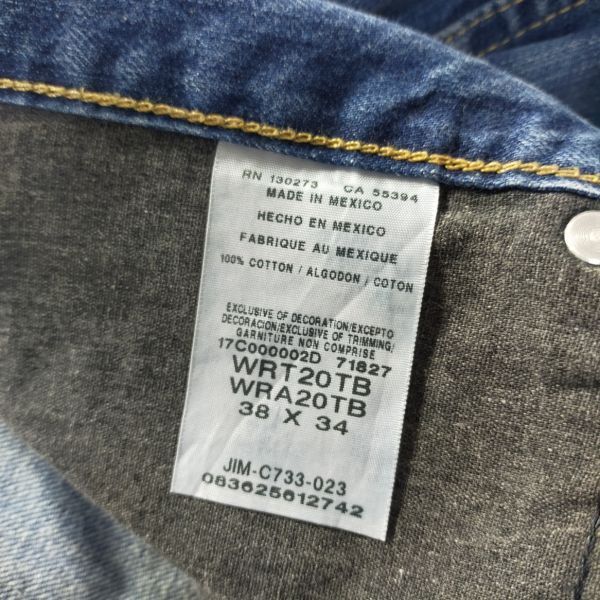 RN 130273 CA 55394
MADE IN MEXICO
HECHO EN MEXICO
FABRIQUE AU MEXIQUE
100% COTTON / ALGODON / COTON
EXCLUSIVE OF DECORATION/EXCEPTO
DECORACION/EXCLUSIVE OF TRIMMING/
GARNITURE NON COMPRISE
17C000002D 71827
WRT20TB
WRA20TB
38 X 34
JIM-C733-023
083625612742